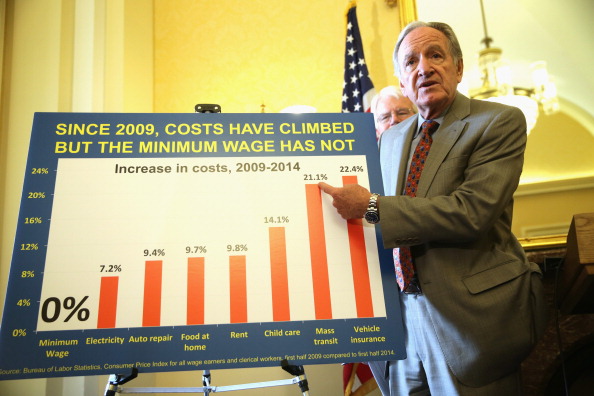 SINCE 2009, COSTS HAVE CLIMBED
BUT THE MINIMUM WAGE HAS NOT
Increase in costs, 2009-2014
24%
20%
16%
12%
8%
4%
0%
0%
7.2%
9.4%
9.7%
9.8%
14.1%
21.1%
22.4%
Minimum Wage
Electricity
Auto repair
Food at home
Rent
Child care
Mass transit
Vehicle insurance
Source: Bureau of Labor Statistics, Consumer Price Index for all wage earners and clerical workers, first half 2009 compared to first half 2014.